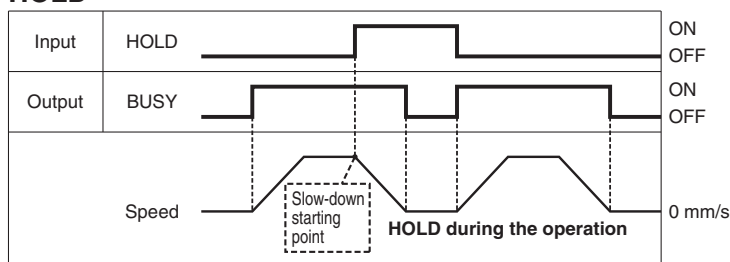 HOLD
Input HOLD ON
OFF
Output BUSY ON
OFF
Slow-down
starting
point
Speed HOLD during the operation 0 mm/s